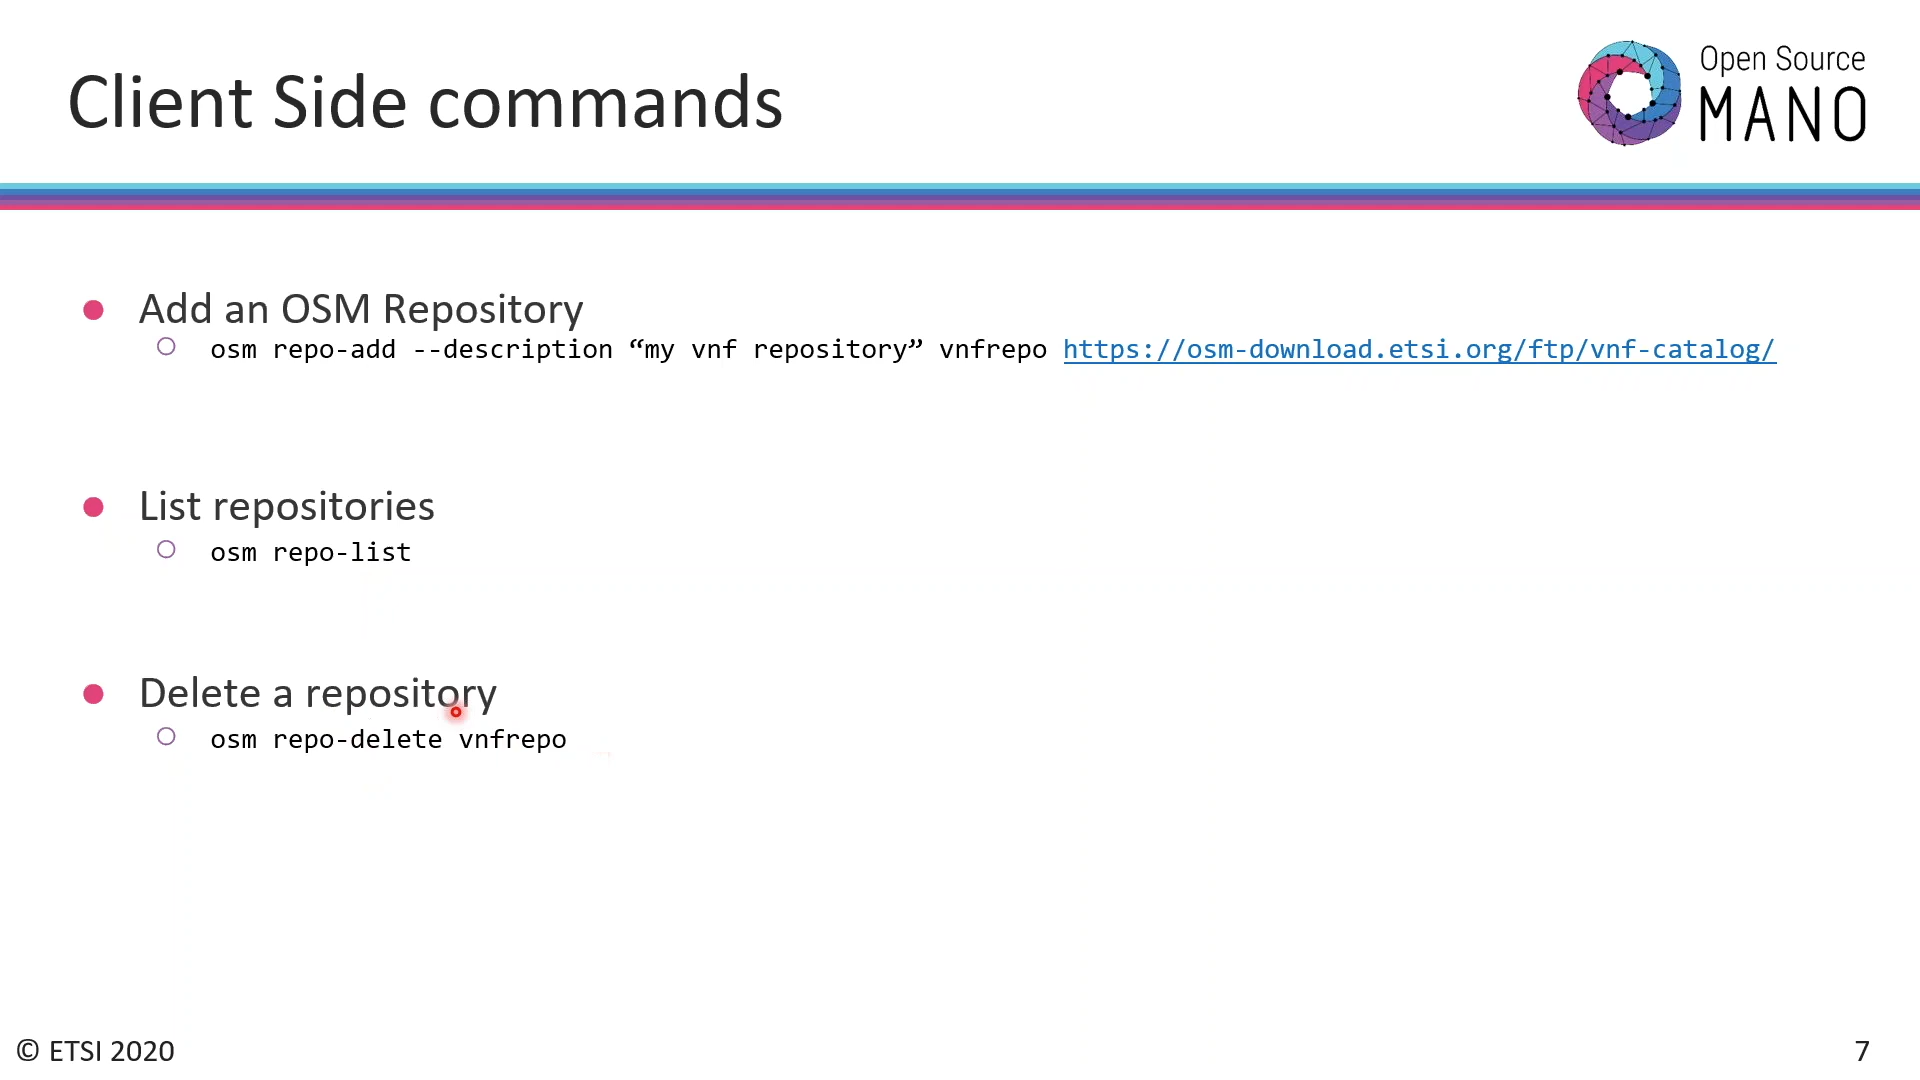 Client Side commands
Open Source
MANO
Add an OSM Repository
osm repo-add --description “my vnf repository” vnfrepo https://osm-download.etsi.org/ftp/vnf-catalog/
List repositories
osm repo-list
Delete a repository
osm repo-delete vnfrepo
© ETSI 2020
7